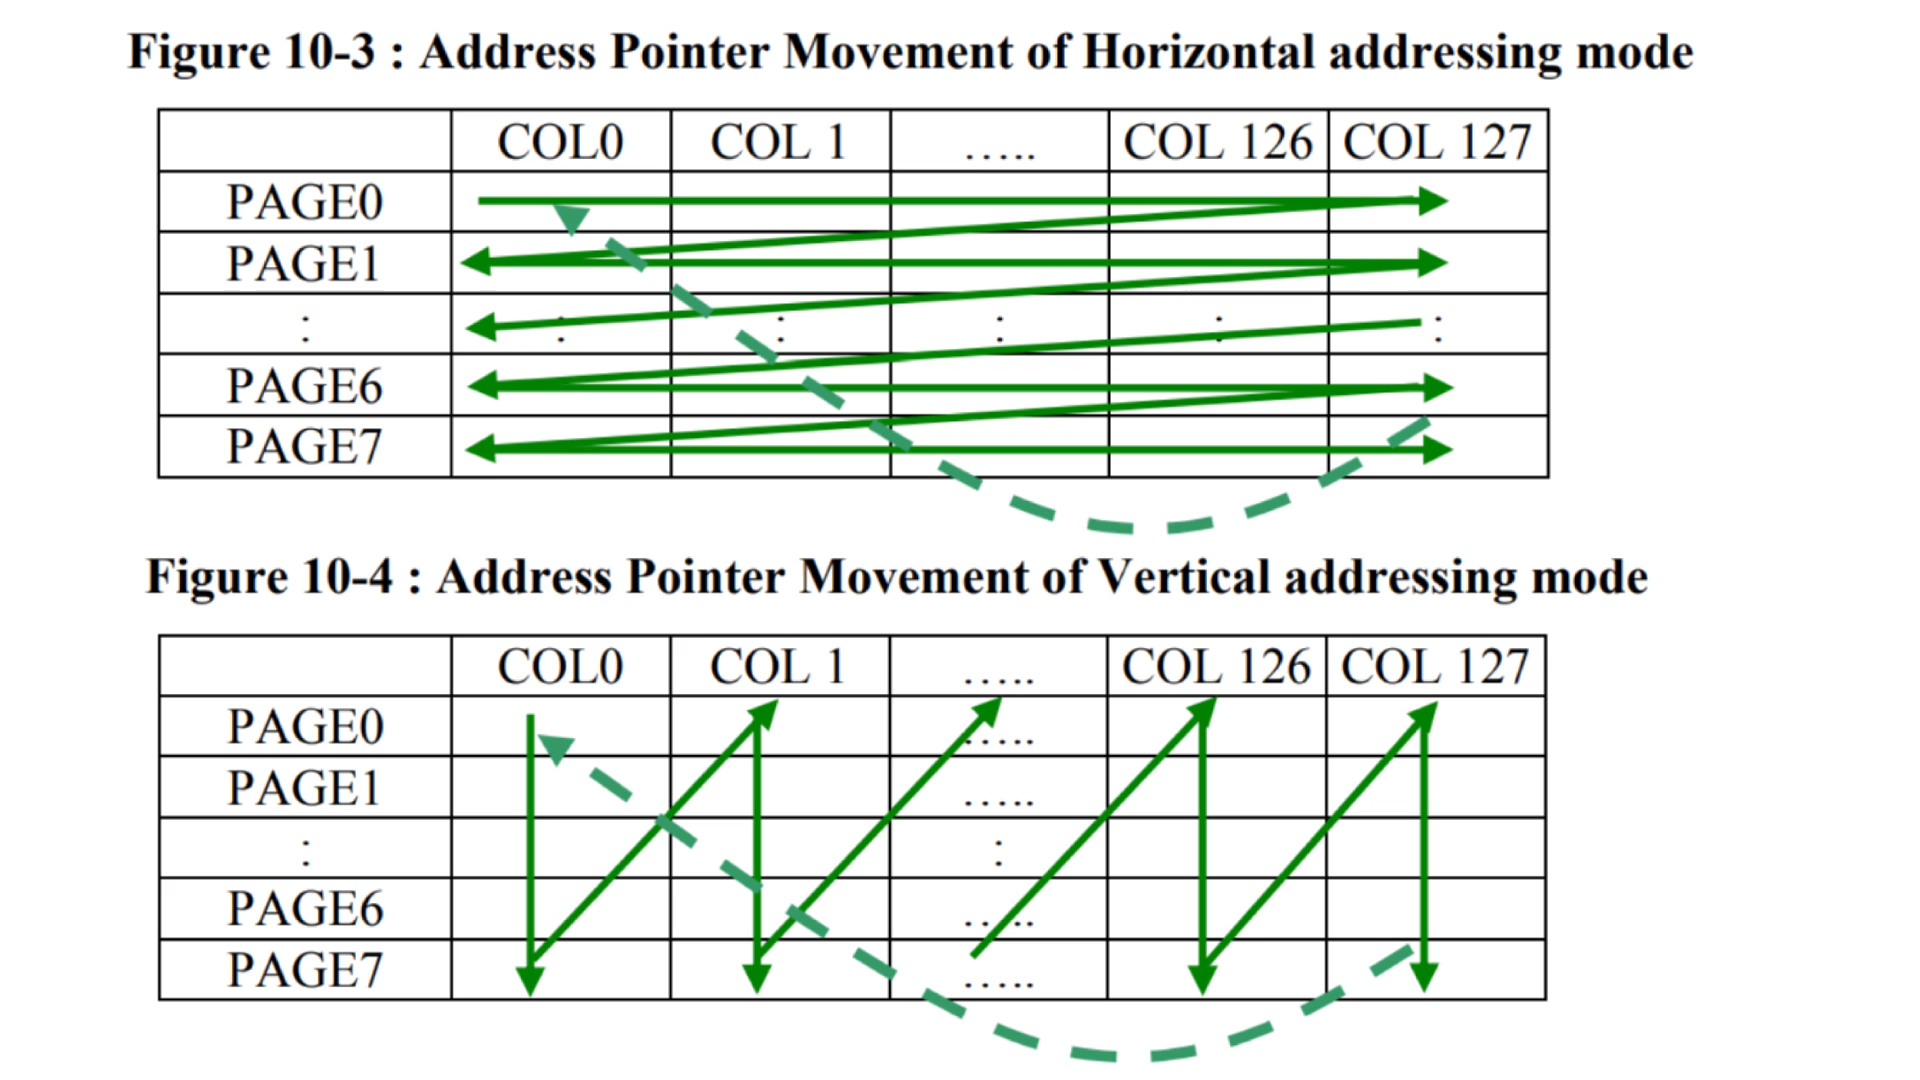 Figure 10-3 : Address Pointer Movement of Horizontal addressing mode
COL0 COL 1 ..... COL 126 COL 127
PAGE0
PAGE1
: : : : : :
PAGE6
PAGE7
Figure 10-4 : Address Pointer Movement of Vertical addressing mode
COL0 COL 1 ..... COL 126 COL 127
PAGE0 .....
PAGE1 .....
: :
PAGE6 .....
PAGE7 .....